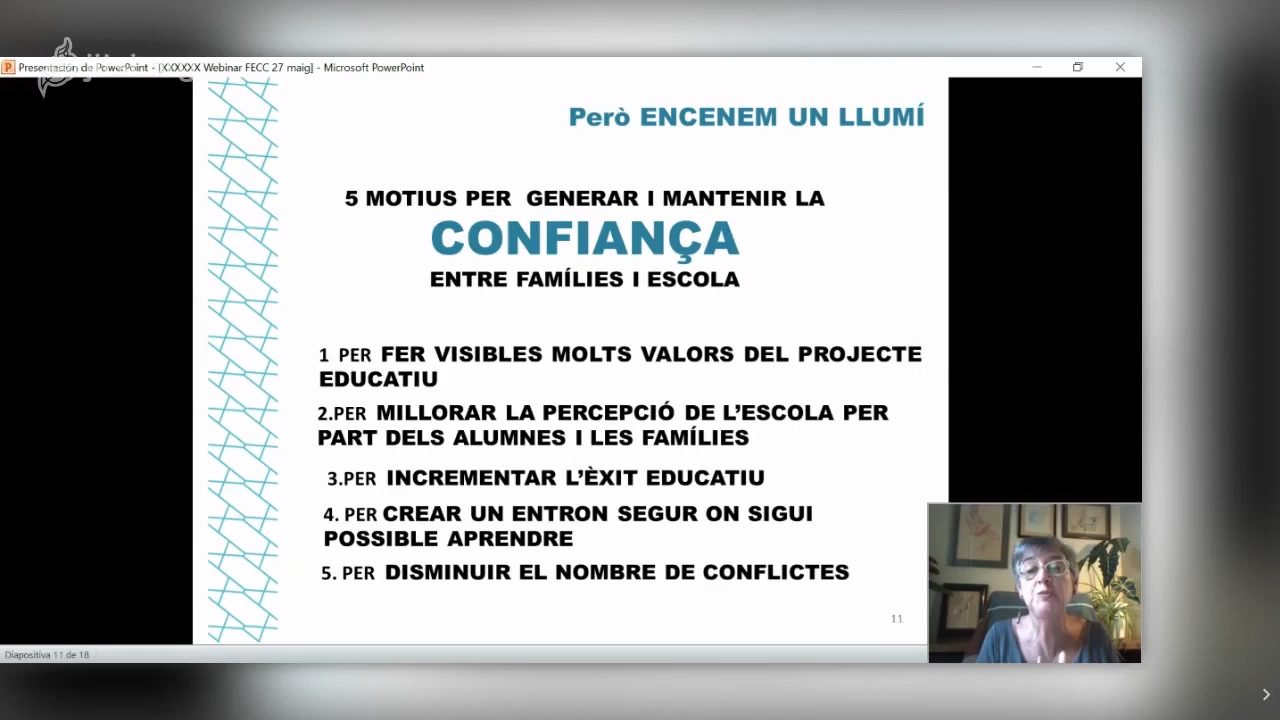 Presentación de PowerPoint - [XXXXXX Webinar FECC 27 maig] - Microsoft PowerPoint
Però ENCENEM UN LLUMÍ
5 MOTIUS PER GENERAR I MANTENIR LA
CONFIANÇA
ENTRE FAMÍLIES I ESCOLA
1 PER FER VISIBLES MOLTS VALORS DEL PROJECTE
EDUCATIU
2.PER MILLORAR LA PERCEPCIÓ DE L’ESCOLA PER
PART DELS ALUMNES I LES FAMÍLIES
3.PER INCREMENTAR L’ÈXIT EDUCATIU
4. PER CREAR UN ENTRON SEGUR ON SIGUI
POSSIBLE APRENDRE
5. PER DISMINUIR EL NOMBRE DE CONFLICTES
11
Diapositiva 11 de 18